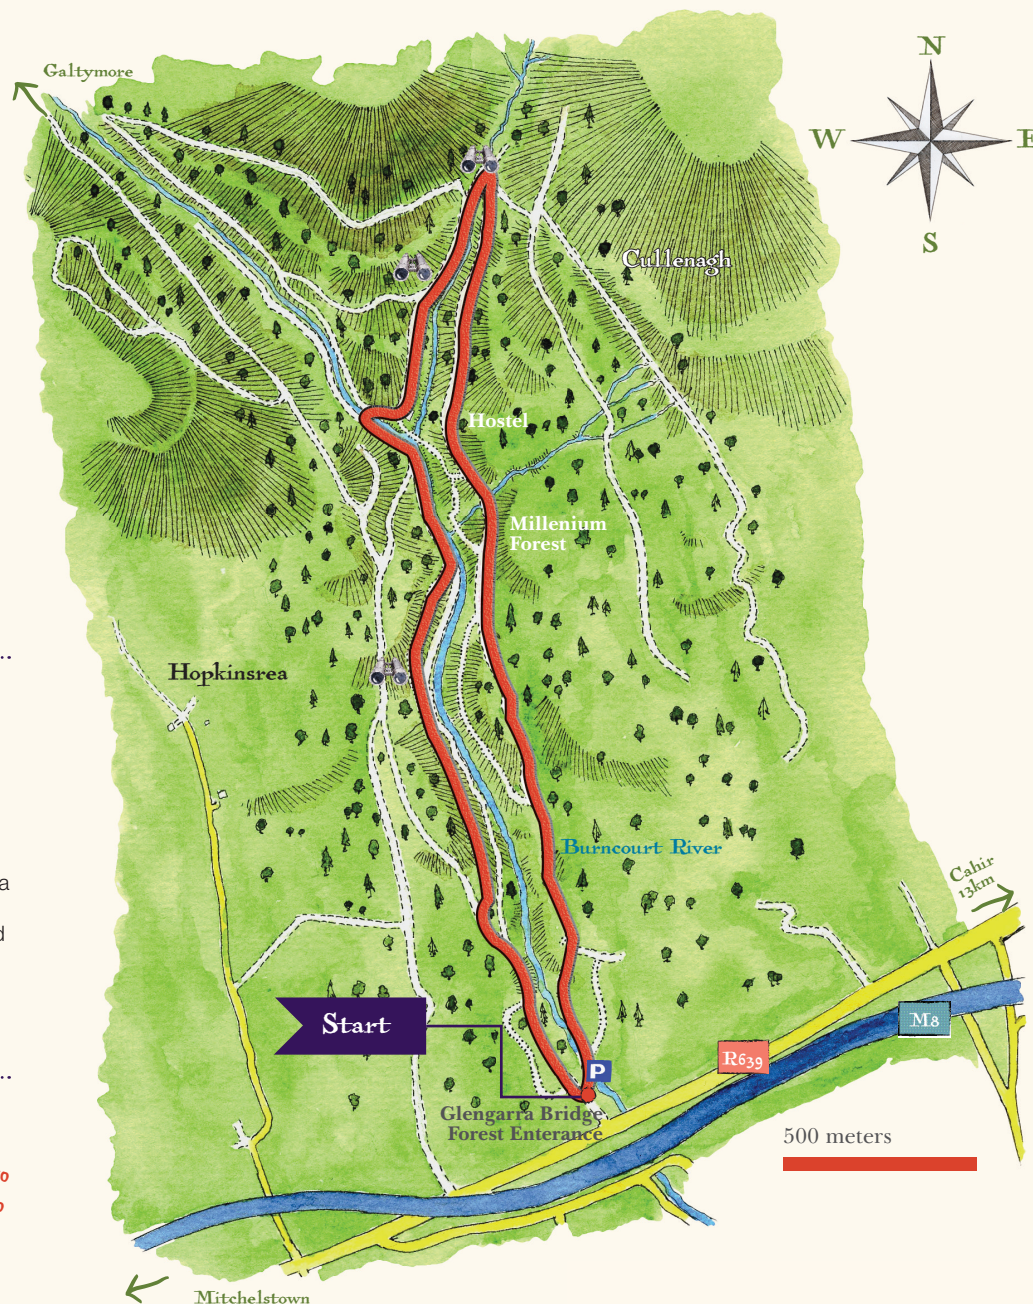 Galtymore
N
W
E
S
Cullenagh
Hostel
Millenium
Forest
..
Hopkinsrea
Burncourt River
a
Cahir
13km
d
M8
Start
R639
P
..
Glengarra Bridge
Forest Entrance
500 meters
o
Mitchelstown